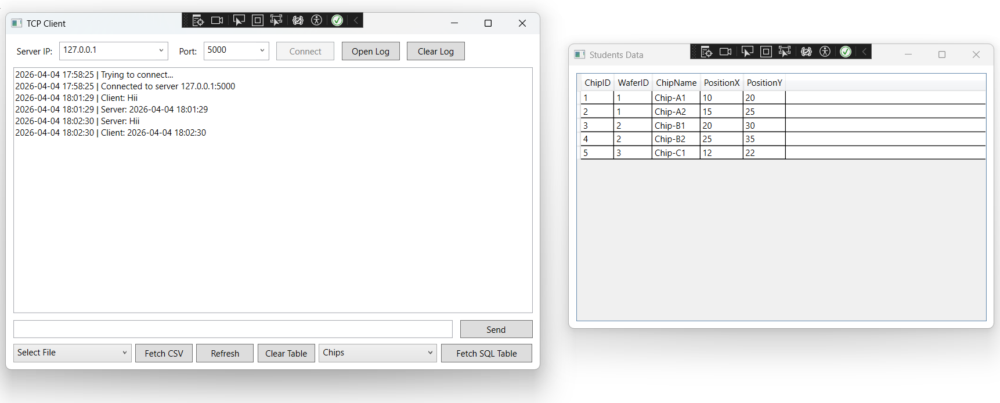 TCP Client
Server IP: 127.0.0.1 Port: 5000 Connect Open Log Clear Log
2026-04-04 17:58:25 | Trying to connect...
2026-04-04 17:58:25 | Connected to server 127.0.0.1:5000
2026-04-04 18:01:29 | Client: Hii
2026-04-04 18:01:29 | Server: 2026-04-04 18:01:29
2026-04-04 18:02:30 | Server: Hii
2026-04-04 18:02:30 | Client: 2026-04-04 18:02:30
Send
Select File Fetch CSV Refresh Clear Table Chips Fetch SQL Table
Students Data
ChipID WaferID ChipName PositionX PositionY
1 1 Chip-A1 10 20
2 1 Chip-A2 15 25
3 2 Chip-B1 20 30
4 2 Chip-B2 25 35
5 3 Chip-C1 12 22